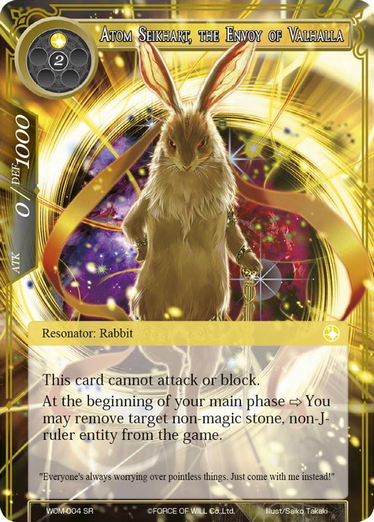 Atom Seikhart, the Envoy of Valhalla
2
ATK 0 / DEF 1000
Resonator: Rabbit
This card cannot attack or block.
At the beginning of your main phase ⇨ You
may remove target non-magic stone, non-J-
ruler entity from the game.
"Everyone's always worrying over pointless things. Just come with me instead!"
WOM-004 SR ©FORCE OF WILL Co.,Ltd. Illust/Saiko Takaki